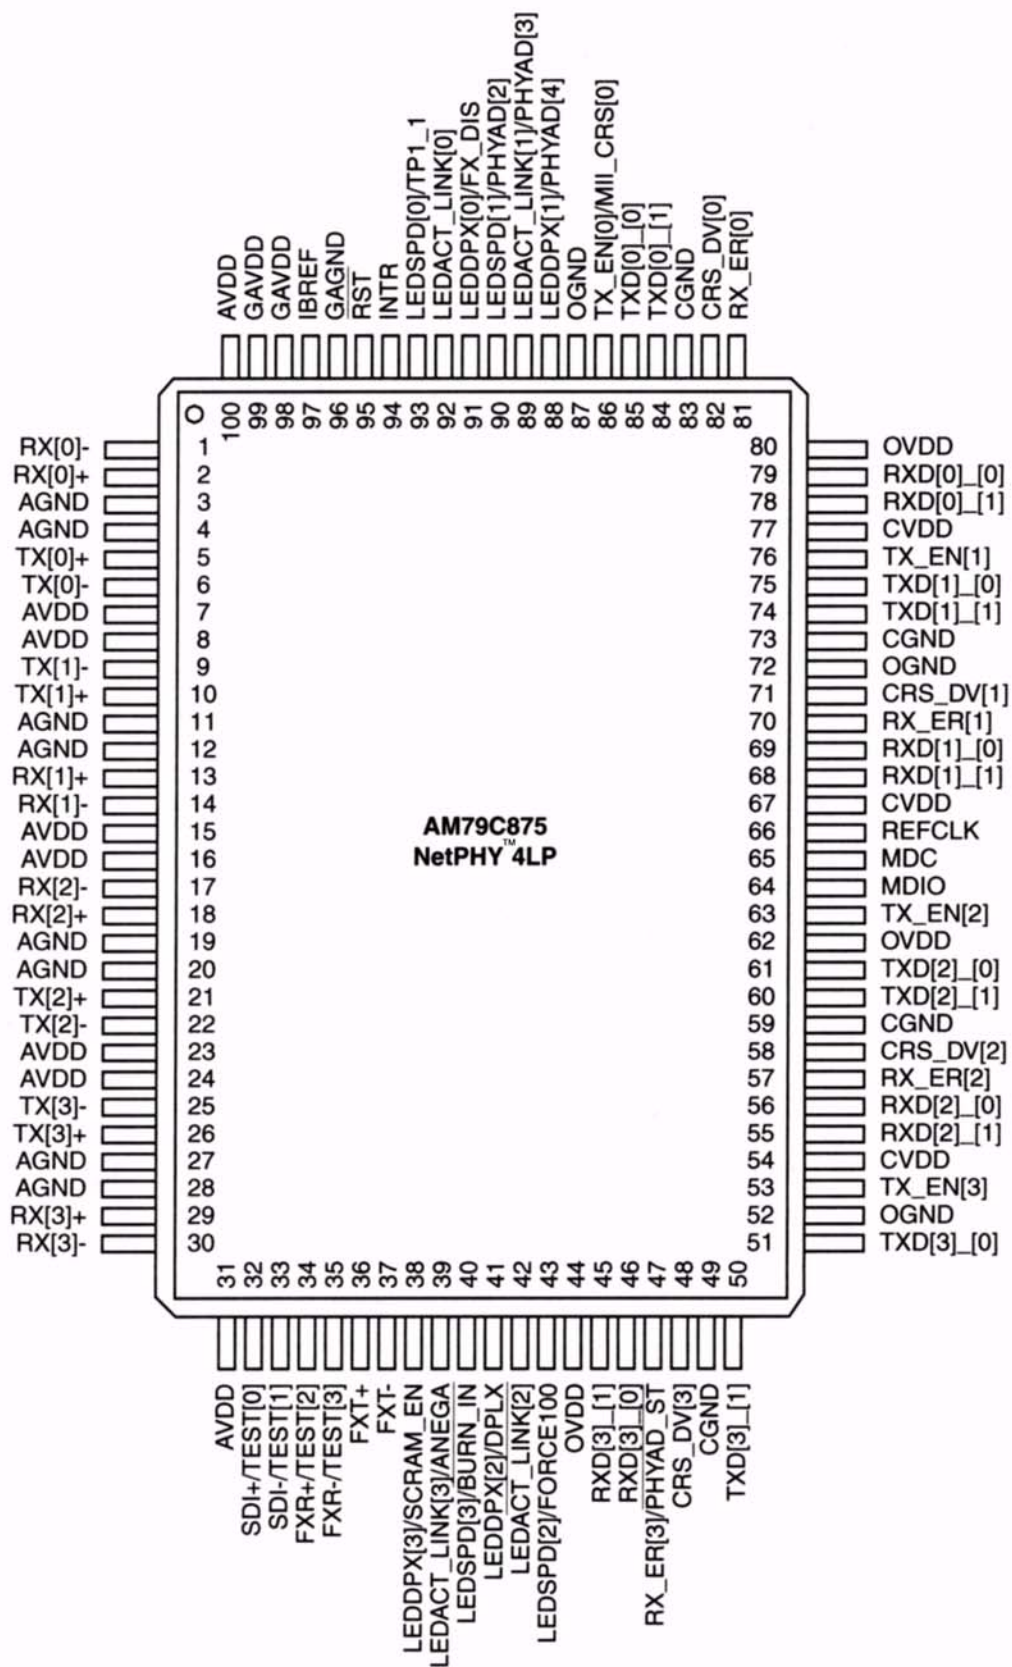 AVDD
GAVDD
GAVDD
IBREF
GAGND
RST
INTR
LEDSPD[0]/TP1_1
LEDACT_LINK[0]
LEDDPX[0]/FX_DIS
LEDSPD[1]/PHYAD[2]
LEDACT_LINK[1]/PHYAD[3]
LEDDPX[1]/PHYAD[4]
OGND
TX_EN[0]/MII_CRS[0]
TXD[0]_[0]
TXD[0]_[1]
CGND
CRS_DV[0]
RX_ER[0]
100
99
98
97
96
95
94
93
92
91
90
89
88
87
86
85
84
83
82
81
RX[0]- 1
RX[0]+ 2
AGND 3
AGND 4
TX[0]+ 5
TX[0]- 6
AVDD 7
AVDD 8
TX[1]- 9
TX[1]+ 10
AGND 11
AGND 12
RX[1]+ 13
RX[1]- 14
AVDD 15
AVDD 16
RX[2]- 17
RX[2]+ 18
AGND 19
AGND 20
TX[2]+ 21
TX[2]- 22
AVDD 23
AVDD 24
TX[3]- 25
TX[3]+ 26
AGND 27
AGND 28
RX[3]+ 29
RX[3]- 30
AM79C875
NetPHY™ 4LP
80 OVDD
79 RXD[0]_[0]
78 RXD[0]_[1]
77 CVDD
76 TX_EN[1]
75 TXD[1]_[0]
74 TXD[1]_[1]
73 CGND
72 OGND
71 CRS_DV[1]
70 RX_ER[1]
69 RXD[1]_[0]
68 RXD[1]_[1]
67 CVDD
66 REFCLK
65 MDC
64 MDIO
63 TX_EN[2]
62 OVDD
61 TXD[2]_[0]
60 TXD[2]_[1]
59 CGND
58 CRS_DV[2]
57 RX_ER[2]
56 RXD[2]_[0]
55 RXD[2]_[1]
54 CVDD
53 TX_EN[3]
52 OGND
51 TXD[3]_[0]
31
32
33
34
35
36
37
38
39
40
41
42
43
44
45
46
47
48
49
50
AVDD
SDI+/TEST[0]
SDI-/TEST[1]
FXR+/TEST[2]
FXR-/TEST[3]
FXT+
FXT-
LEDDPX[3]/SCRAM_EN
LEDACT_LINK[3]/ANEGA
LEDSPD[3]/BURN_IN
LEDDPX[2]/DPLX
LEDACT_LINK[2]
LEDSPD[2]/FORCE100
OVDD
RXD[3]_[1]
RXD[3]_[0]
RX_ER[3]/PHYAD_ST
CRS_DV[3]
CGND
TXD[3]_[1]